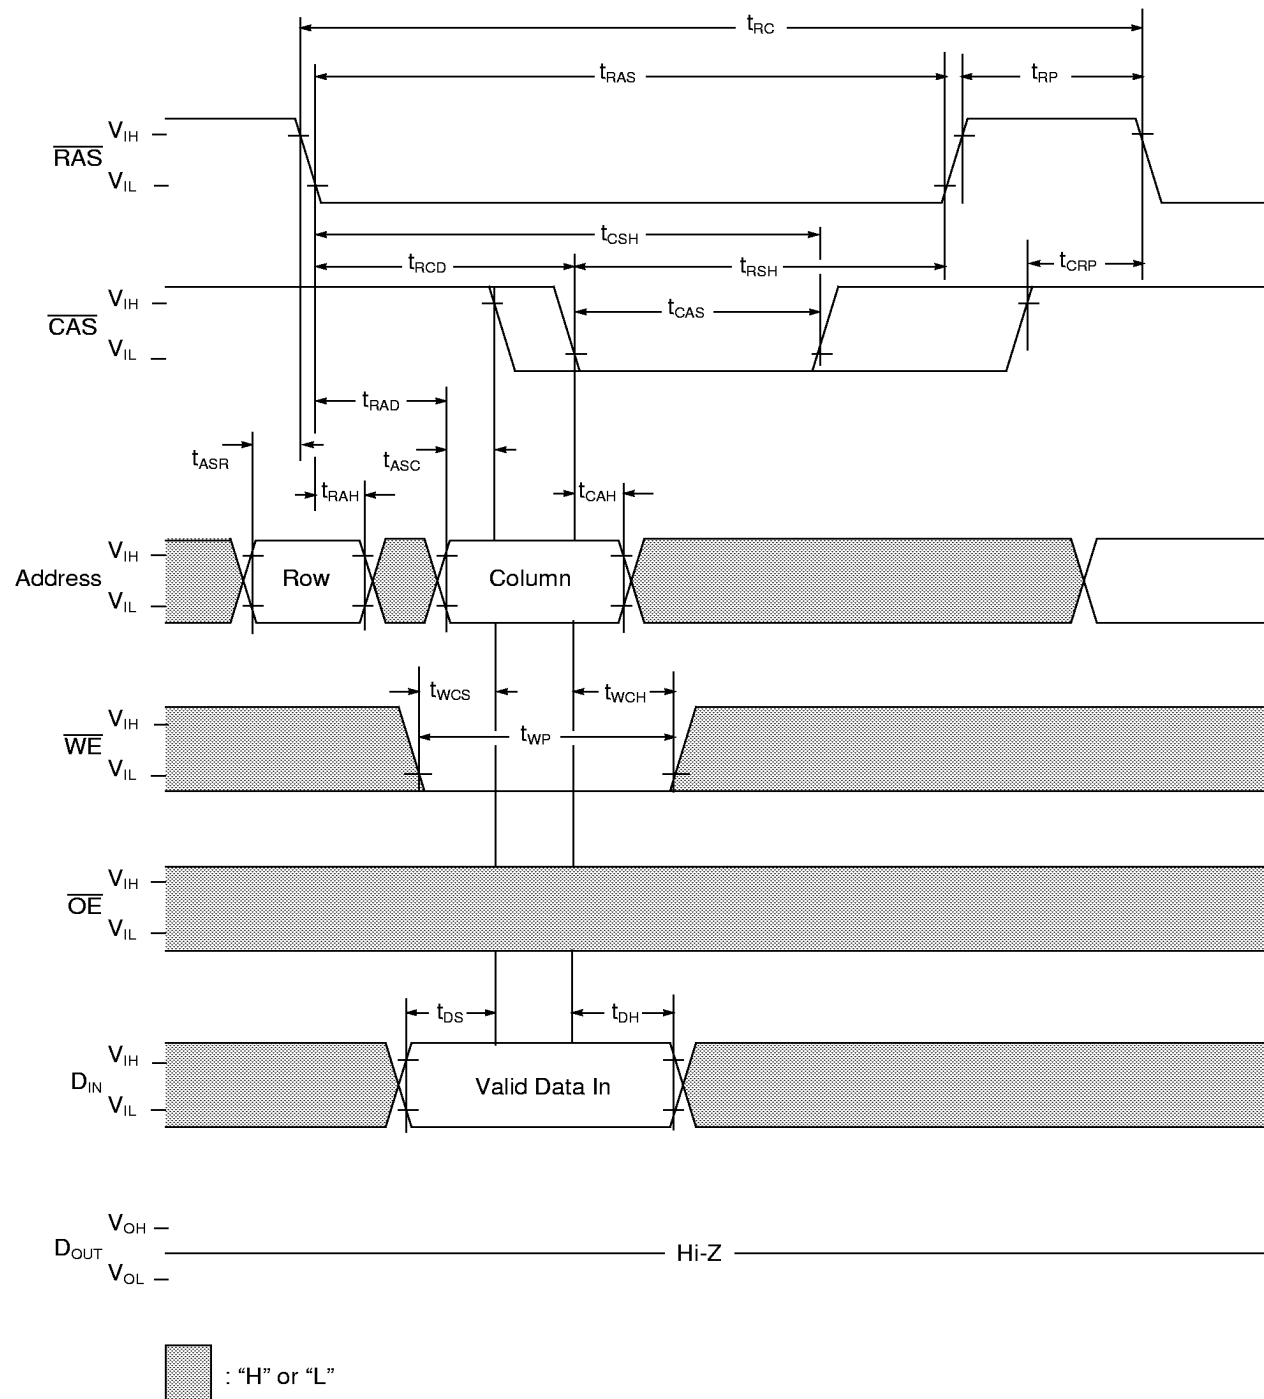 tRC
tRAS
tRP
VIH
RAS
VIL
tCSH
tRCD
tRSH
tCRP
VIH
CAS
tCAS
VIL
tRAD
tASR
tASC
tRAH
tCAH
VIH
Address
Row
Column
VIL
tWCS
tWCH
VIH
WE
tWP
VIL
VIH
OE
VIL
tDS
tDH
VIH
DIN
Valid Data In
VIL
VOH
DOUT
Hi-Z
VOL
: “H” or “L”